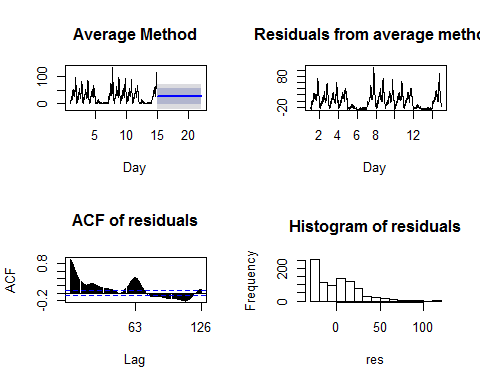 Average Method
0 100
5 10 15 20
Day
Residuals from average metho
-20 80
2 4 6 8 12
Day
ACF of residuals
ACF
-0.2 0.8
63 126
Lag
Histogram of residuals
Frequency
0 200
0 50 100
res